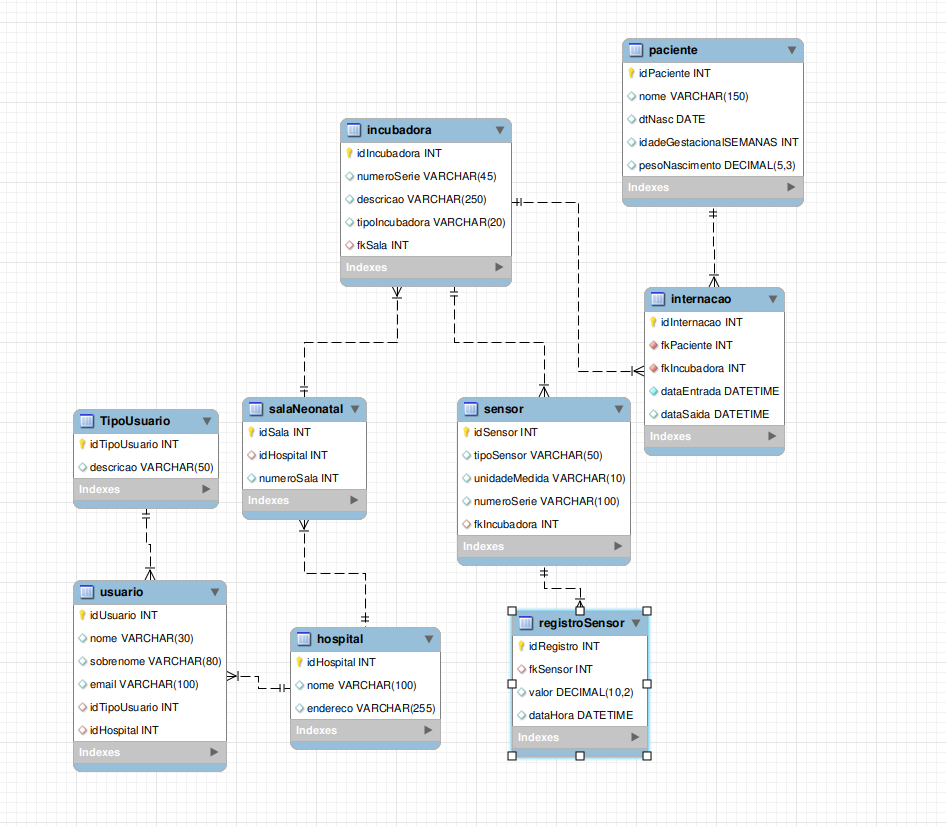 paciente
idPaciente INT
nome VARCHAR(150)
dtNasc DATE
idadeGestacionalSEMANAS INT
pesoNascimento DECIMAL(5,3)
Indexes
incubadora
idIncubadora INT
numeroSerie VARCHAR(45)
descricao VARCHAR(250)
tipoIncubadora VARCHAR(20)
fkSala INT
Indexes
internacao
idInternacao INT
fkPaciente INT
fkIncubadora INT
dataEntrada DATETIME
dataSaida DATETIME
Indexes
TipoUsuario
idTipoUsuario INT
descricao VARCHAR(50)
Indexes
salaNeonatal
idSala INT
idHospital INT
numeroSala INT
Indexes
sensor
idSensor INT
tipoSensor VARCHAR(50)
unidadeMedida VARCHAR(10)
numeroSerie VARCHAR(100)
fkIncubadora INT
Indexes
usuario
idUsuario INT
nome VARCHAR(30)
sobrenome VARCHAR(80)
email VARCHAR(100)
idTipoUsuario INT
idHospital INT
Indexes
hospital
idHospital INT
nome VARCHAR(100)
endereco VARCHAR(255)
Indexes
registroSensor
idRegistro INT
fkSensor INT
valor DECIMAL(10,2)
dataHora DATETIME
Indexes